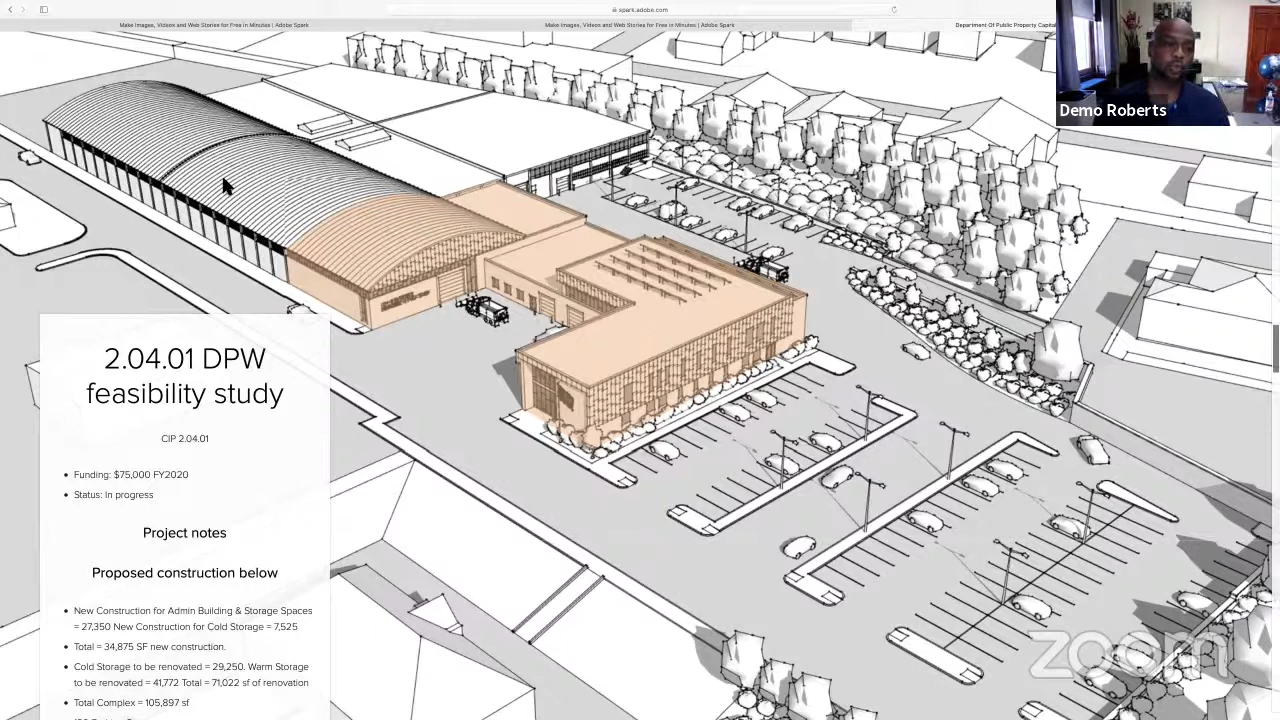 spark.adobe.com
Make Images, Videos and Web Stories for Free in Minutes | Adobe Spark
Make Images, Videos and Web Stories for Free in Minutes | Adobe Spark
Department Of Public Property Capital
Demo Roberts
2.04.01 DPW
feasibility study
CIP 2.04.01
• Funding: $75,000 FY2020
• Status: In progress
Project notes
Proposed construction below
• New Construction for Admin Building & Storage Spaces
= 27,350 New Construction for Cold Storage = 7,525
• Total = 34,875 SF new construction.
• Cold Storage to be renovated = 29,250. Warm Storage
to be renovated = 41,772 Total = 71,022 sf of renovation
• Total Complex = 105,897 sf
zoom